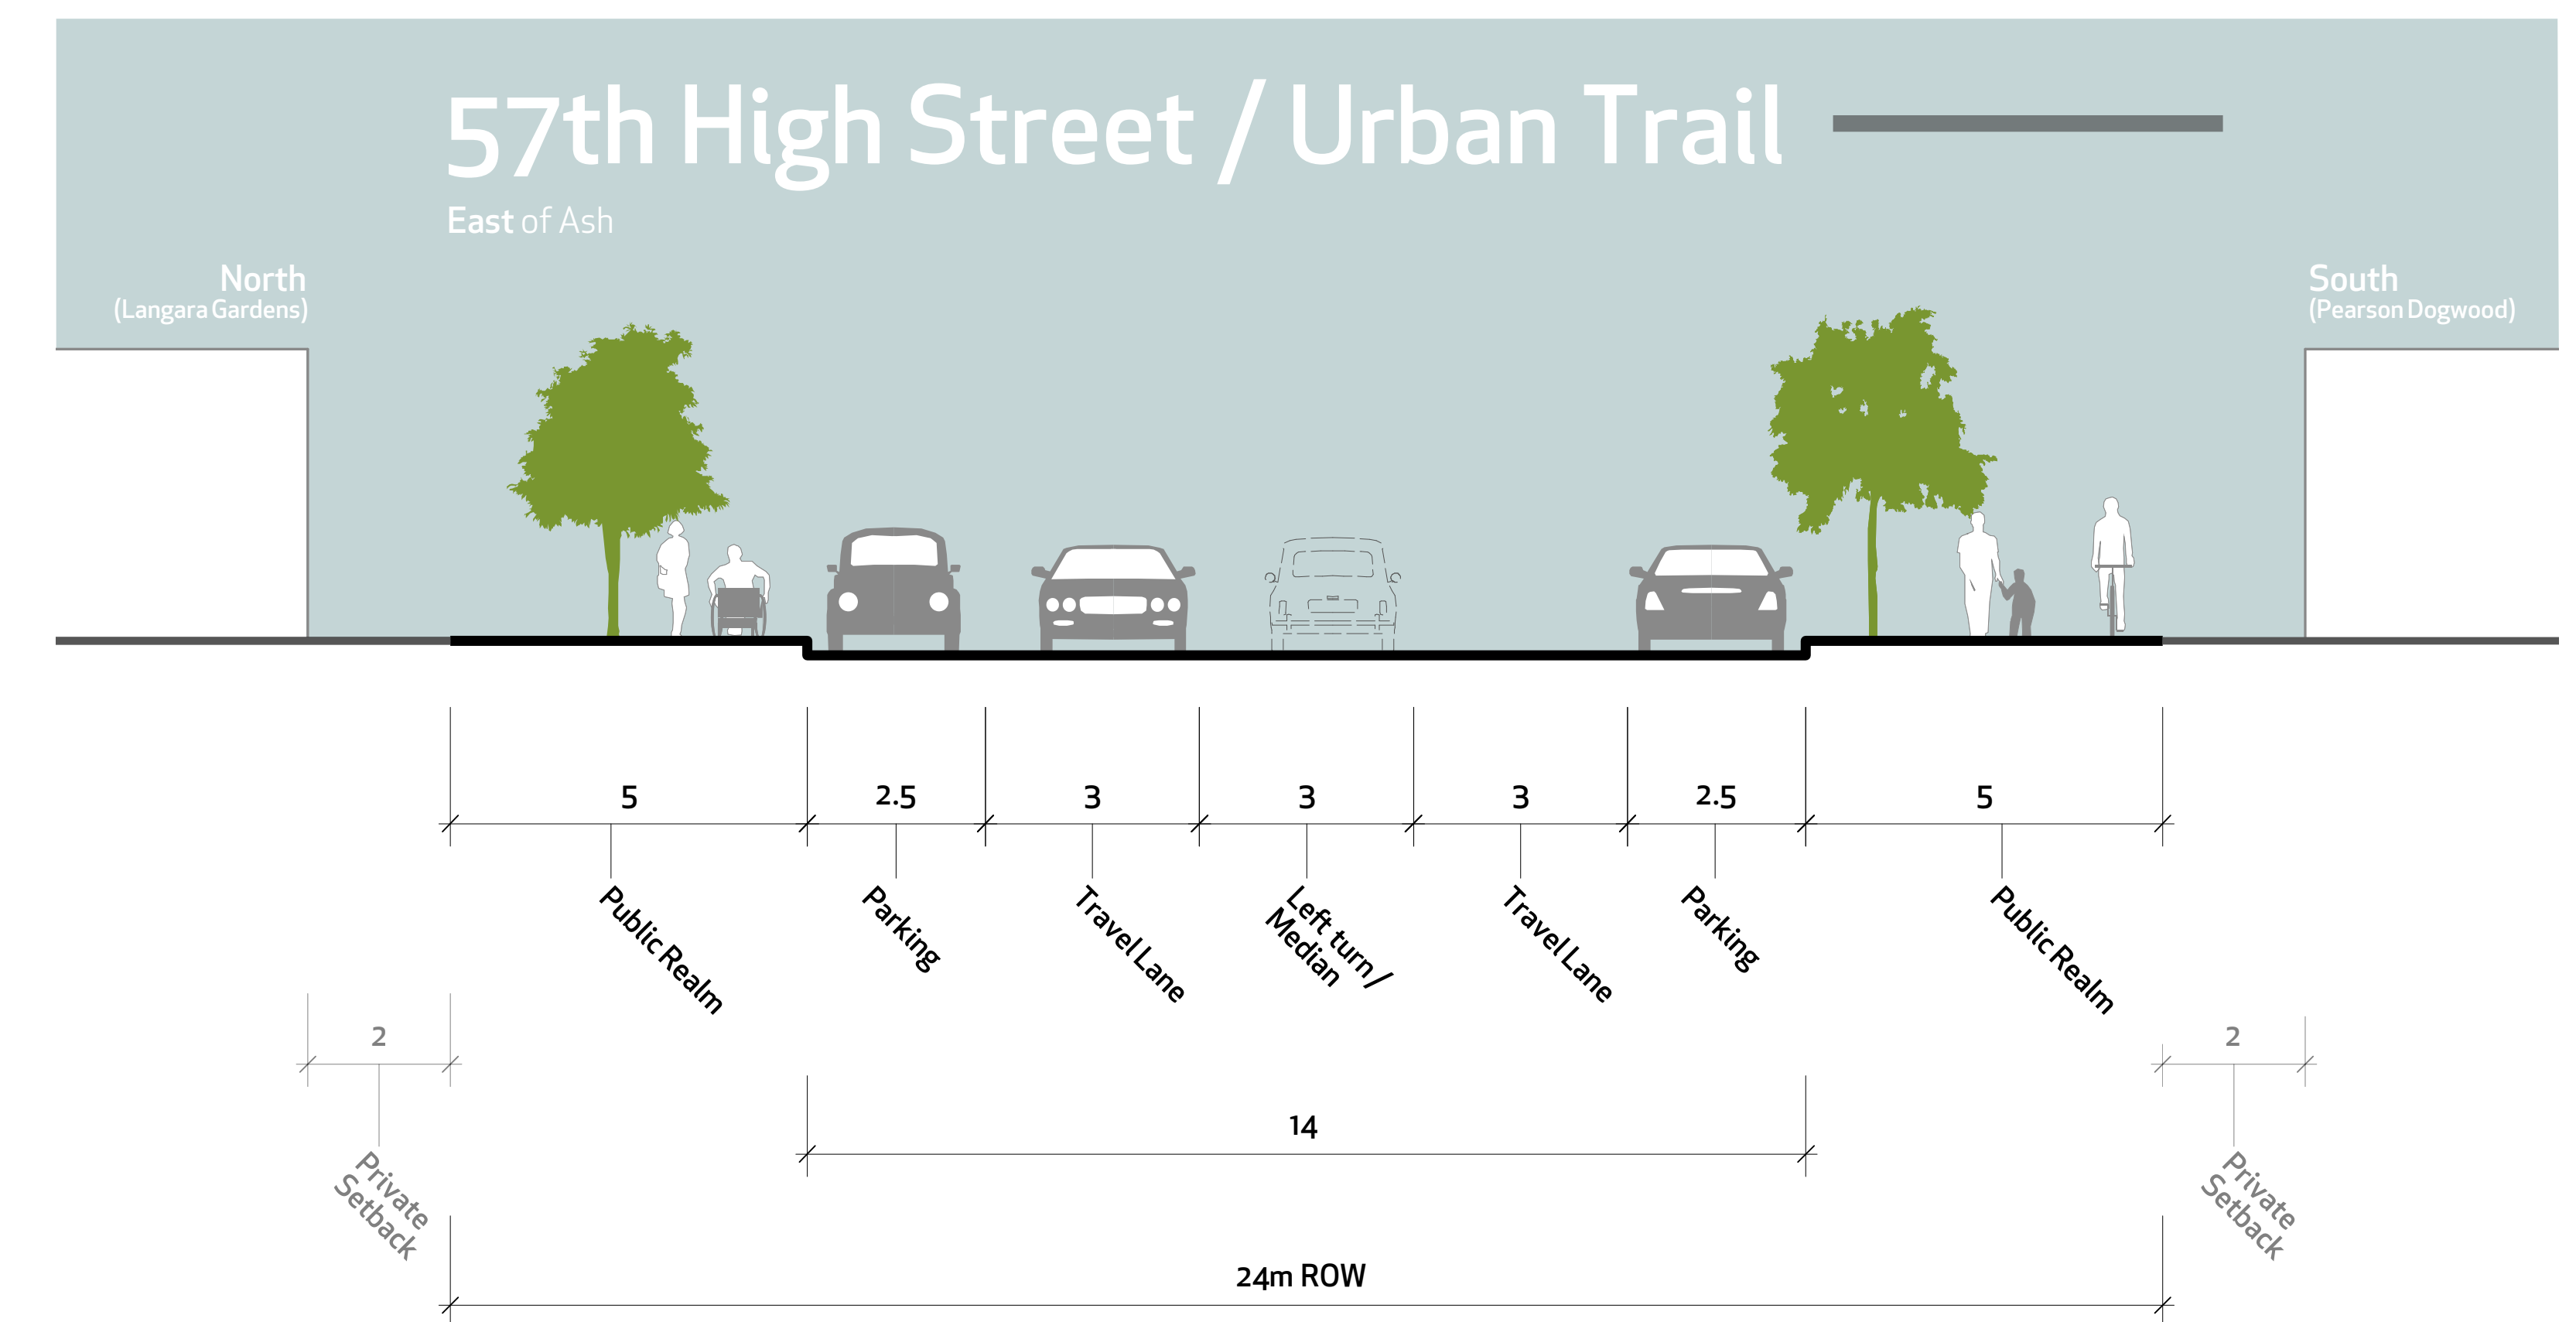 57th High Street / Urban Trail
East of Ash
North
(Langara Gardens)
South
(Pearson Dogwood)
5
2.5
3
3
3
2.5
5
Public Realm
Parking
Travel Lane
Left turn /
Median
Travel Lane
Parking
Public Realm
2
2
Private
Setback
14
Private
Setback
24m ROW